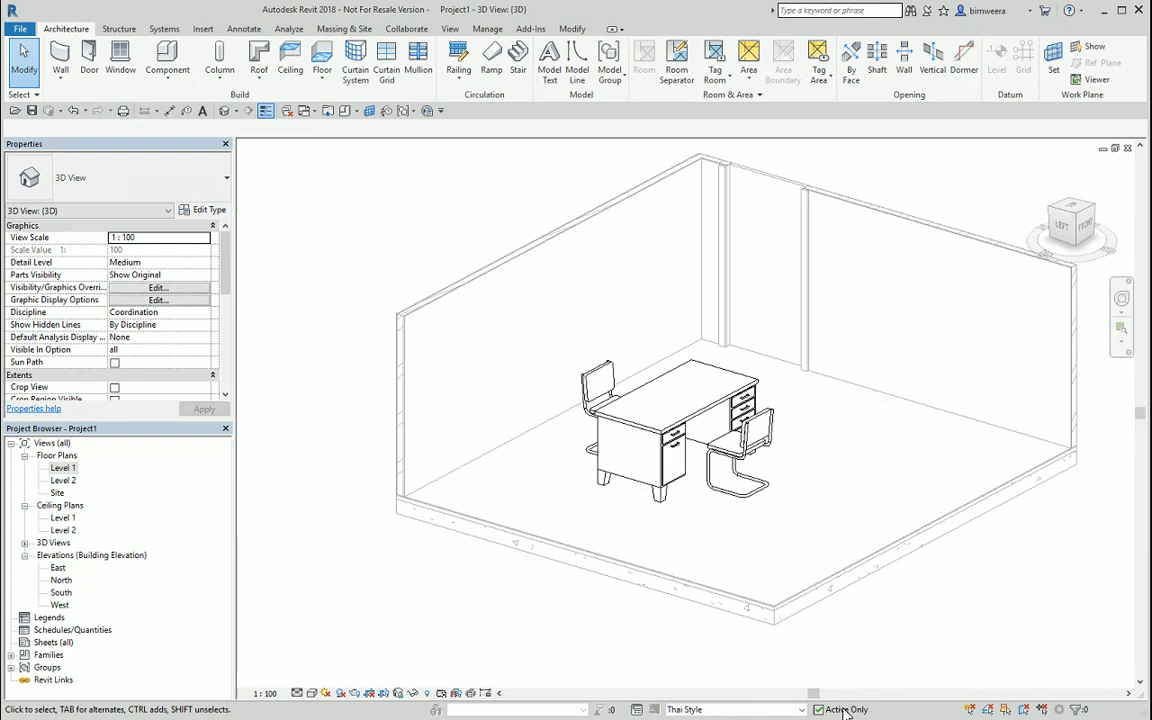 Autodesk Revit 2018 - Not For Resale Version - Project1 - 3D View: {3D}
Type a keyword or phrase
bimweera
File Architecture Structure Systems Insert Annotate Analyze Massing & Site Collaborate View Manage Add-Ins Modify
Modify Wall Door Window Component Column Roof Ceiling Floor Curtain System Curtain Grid Mullion Railing Ramp Stair Model Text Model Line Model Group Room Room Separator Tag Room Area Area Boundary Tag Area By Face Shaft Wall Vertical Dormer Level Grid Set Show Ref Plane Viewer
Select Build Circulation Model Room & Area Opening Datum Work Plane
Properties
3D View
3D View: {3D} Edit Type
Graphics
View Scale 1 : 100
Scale Value 1: 100
Detail Level Medium
Parts Visibility Show Original
Visibility/Graphics Overri... Edit...
Graphic Display Options Edit...
Discipline Coordination
Show Hidden Lines By Discipline
Default Analysis Display ... None
Visible In Option all
Sun Path
Extents
Crop View
Crop Region Visible
Properties help Apply
Project Browser - Project1
Views (all)
Floor Plans
Level 1
Level 2
Site
Ceiling Plans
Level 1
Level 2
3D Views
Elevations (Building Elevation)
East
North
South
West
Legends
Schedules/Quantities
Sheets (all)
Families
Groups
Revit Links
LEFT FRONT
1 : 100
Click to select, TAB for alternates, CTRL adds, SHIFT unselects. :0 Thai Style Active Only :0